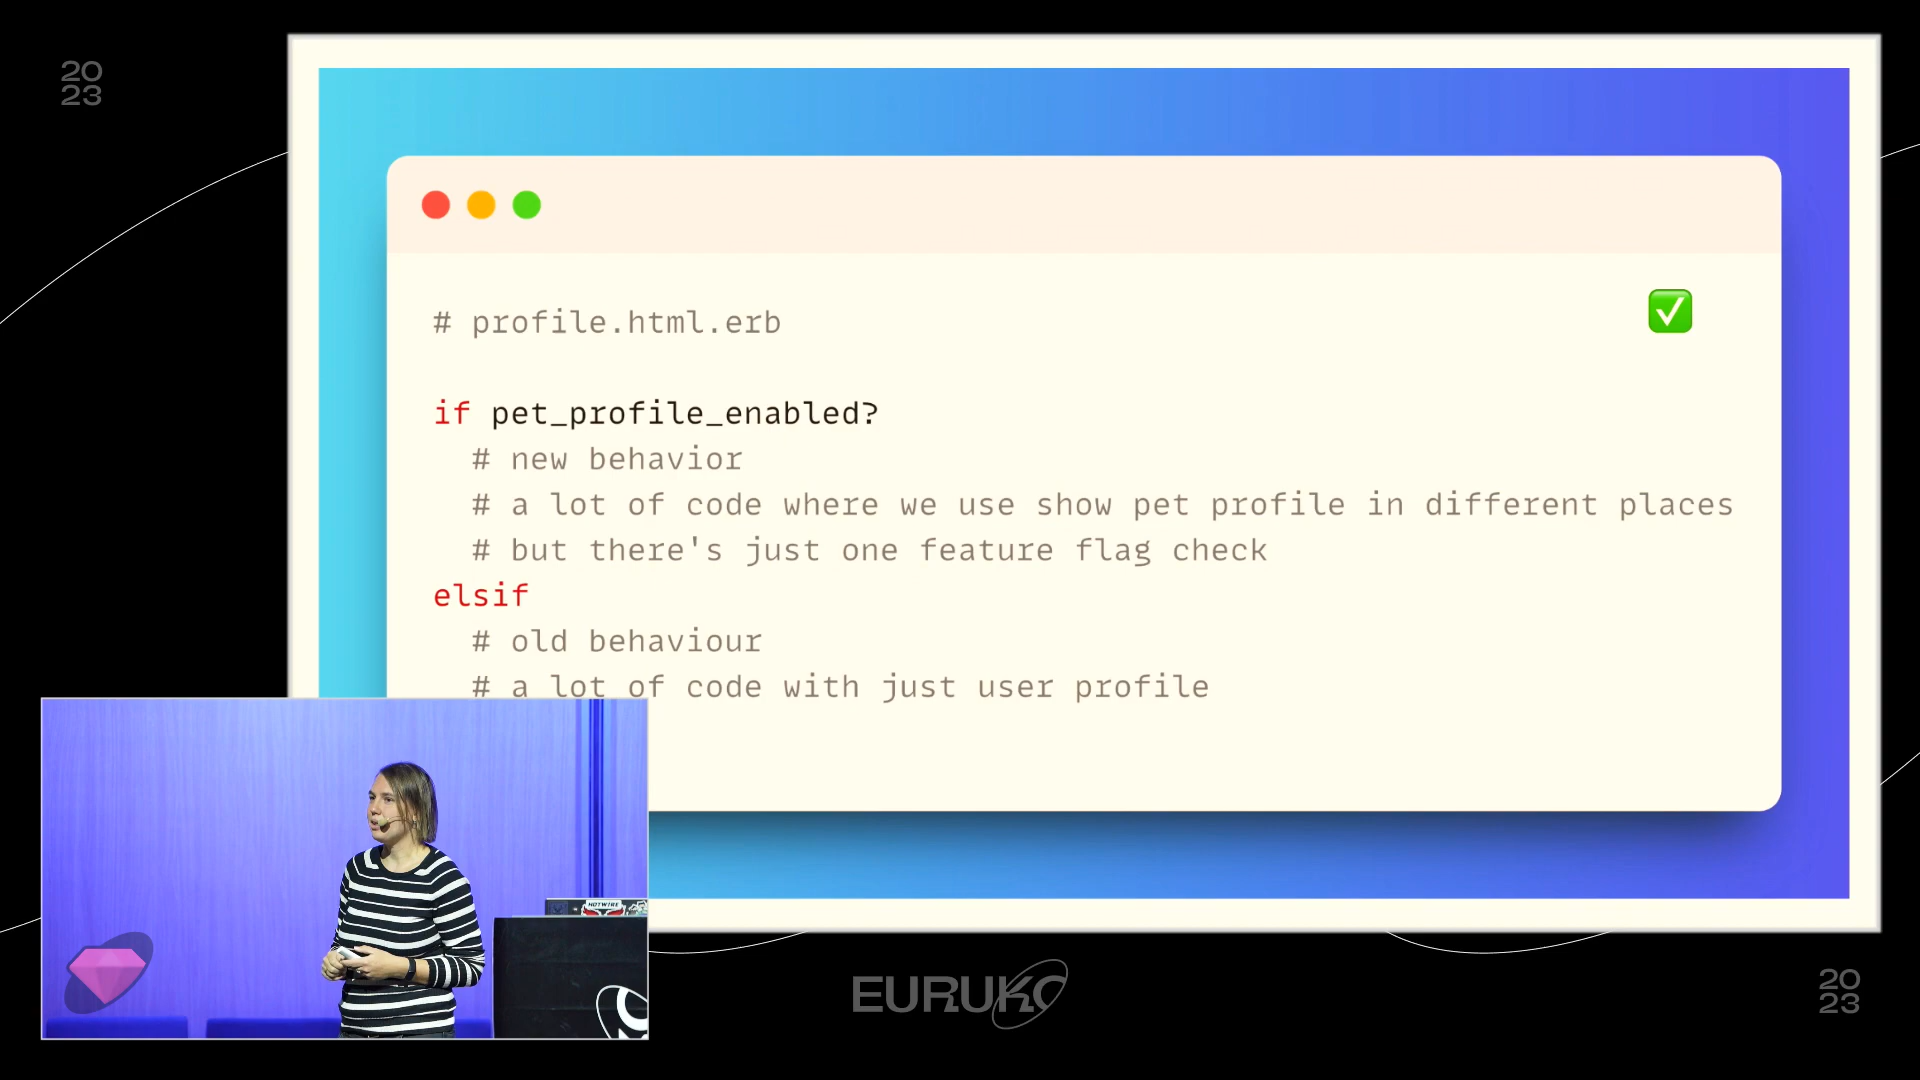 20
23
# profile.html.erb
if pet_profile_enabled?
# new behavior
# a lot of code where we use show pet profile in different places
# but there's just one feature flag check
elsif
# old behaviour
# a lot of code with just user profile
HOTWIRE
EURUKO
20
23